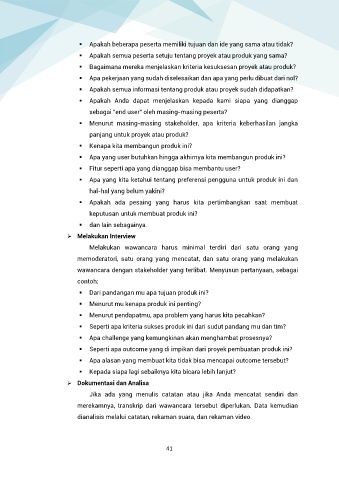 ▪ Apakah beberapa peserta memiliki tujuan dan ide yang sama atau tidak?
▪ Apakah semua peserta setuju tentang proyek atau produk yang sama?
▪ Bagaimana mereka menjelaskan kriteria kesuksesan proyek atau produk?
▪ Apa pekerjaan yang sudah diselesaikan dan apa yang perlu dibuat dari nol?
▪ Apakah semua informasi tentang produk atau proyek sudah didapatkan?
▪ Apakah Anda dapat menjelaskan kepada kami siapa yang dianggap
sebagai "end user" oleh masing-masing peserta?
▪ Menurut masing-masing stakeholder, apa kriteria keberhasilan jangka
panjang untuk proyek atau produk?
▪ Kenapa kita membangun produk ini?
▪ Apa yang user butuhkan hingga akhirnya kita membangun produk ini?
▪ Fitur seperti apa yang dianggap bisa membantu user?
▪ Apa yang kita ketahui tentang preferensi pengguna untuk produk ini dan
hal-hal yang belum yakini?
▪ Apakah ada pesaing yang harus kita pertimbangkan saat membuat
keputusan untuk membuat produk ini?
▪ dan lain sebagainya.
➢ Melakukan Interview
Melakukan wawancara harus minimal terdiri dari satu orang yang
memoderatori, satu orang yang mencatat, dan satu orang yang melakukan
wawancara dengan stakeholder yang terlibat. Menyusun pertanyaan, sebagai
contoh:
▪ Dari pandangan mu apa tujuan produk ini?
▪ Menurut mu kenapa produk ini penting?
▪ Menurut pendapatmu, apa problem yang harus kita pecahkan?
▪ Seperti apa kriteria sukses produk ini dari sudut pandang mu dan tim?
▪ Apa challenge yang kemungkinan akan menghambat prosesnya?
▪ Seperti apa outcome yang di impikan dari proyek pembuatan produk ini?
▪ Apa alasan yang membuat kita tidak bisa mencapai outcome tersebut?
▪ Kepada siapa lagi sebaiknya kita bicara lebih lanjut?
➢ Dokumentasi dan Analisa
Jika ada yang menulis catatan atau jika Anda mencatat sendiri dan
merekamnya, transkrip dari wawancara tersebut diperlukan. Data kemudian
dianalisis melalui catatan, rekaman suara, dan rekaman video.
41